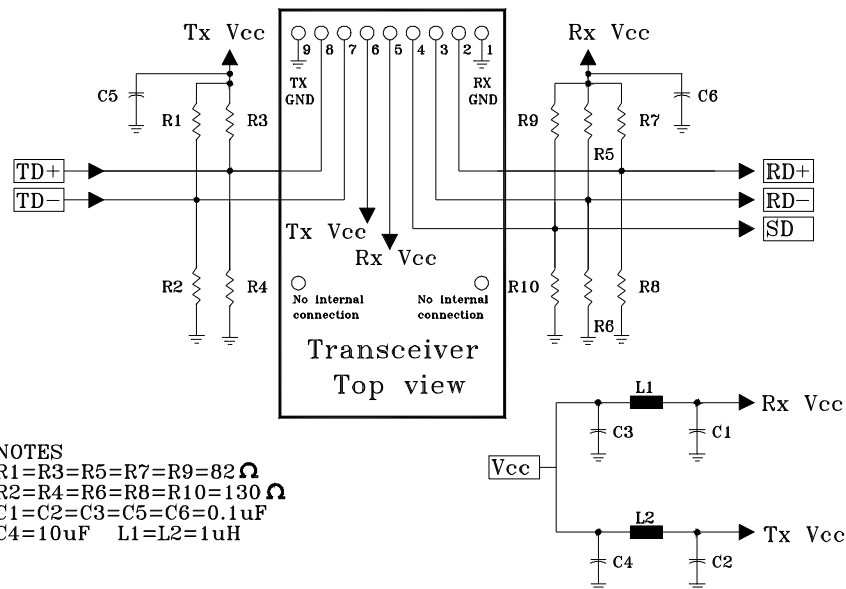 Tx Vcc
Rx Vcc
9 8 7 6 5 4 3 2 1
TX
GND
RX
GND
C5
C6
R1
R3
R9
R7
R5
TD+
RD+
TD-
RD-
SD
Tx Vcc
Rx Vcc
R2
R4
R10
R8
R6
No internal
connection
No internal
connection
Transceiver
Top view
L1
Rx Vcc
C3
C1
Vcc
L2
Tx Vcc
C4
C2
NOTES
R1=R3=R5=R7=R9=82Ω
R2=R4=R6=R8=R10=130Ω
C1=C2=C3=C5=C6=0.1uF
C4=10uF L1=L2=1uH